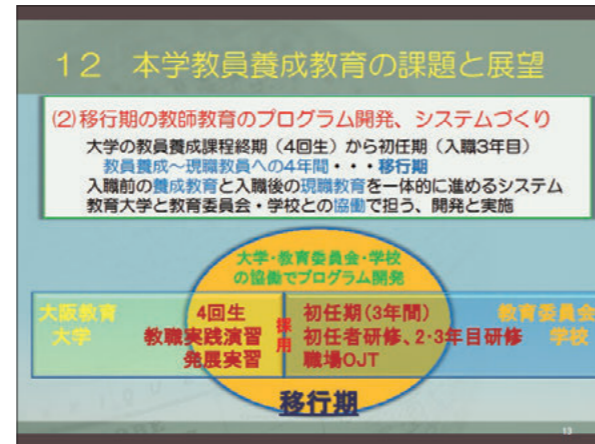 12 本学教員養成教育の課題と展望
(2)移行期の教師教育のプログラム開発、システムづくり
大学の教員養成課程終期（4回生）から初任期（入職3年目）
教員養成～現職教員への4年間・・・移行期
入職前の養成教育と入職後の現職教育を一体的に進めるシステム
教育大学と教育委員会・学校との協働で担う、開発と実施
大学・教育委員会・学校
の協働でプログラム開発
大阪教育
大学
4回生
教職実践演習
発展実習
採
用
初任期(3年間)
初任者研修、2・3年目研修
職場OJT
教育委員会
学校
移行期
13